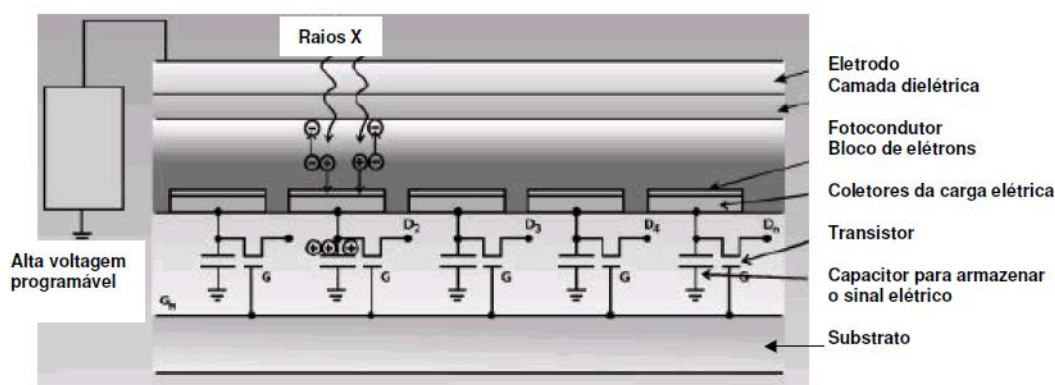 Raios X
Eletrodo
Camada dielétrica
Fotocondutor
Bloco de elétrons
Coletores da carga elétrica
D2
D3
D4
Dn
Transistor
Alta voltagem
programável
G
G
G
G
G
Capacitor para armazenar
o sinal elétrico
GN
Substrato